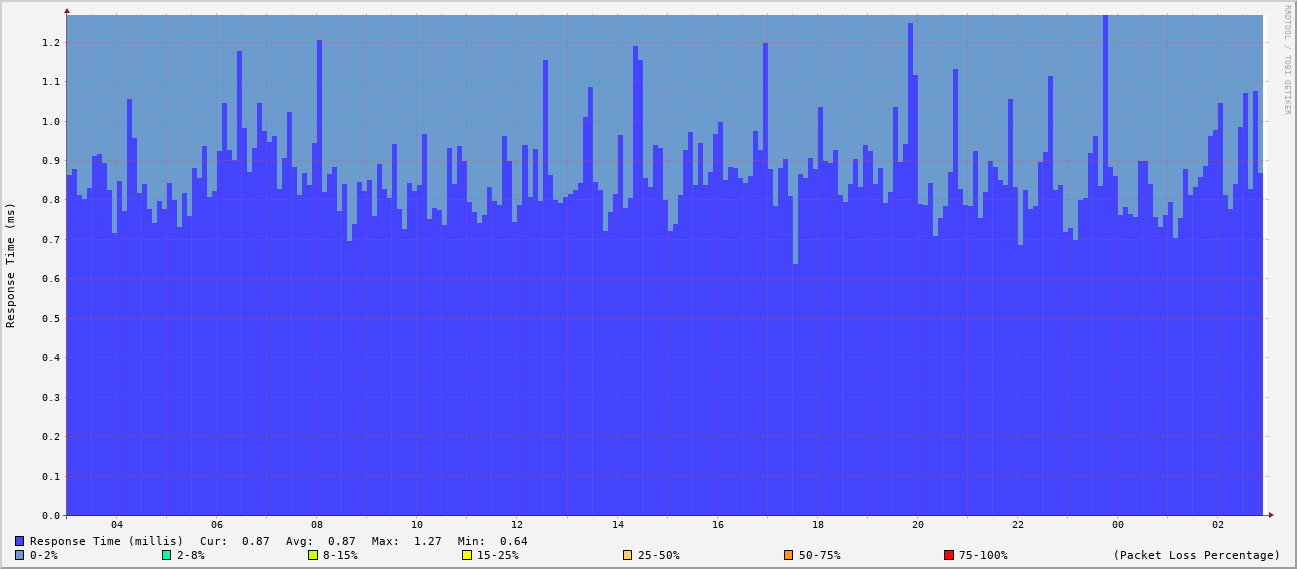 RRDTOOL / TOBI OETIKER
Response Time (ms)
1.2
1.1
1.0
0.9
0.8
0.7
0.6
0.5
0.4
0.3
0.2
0.1
0.0
04 06 08 10 12 14 16 18 20 22 00 02
Response Time (millis) Cur: 0.87 Avg: 0.87 Max: 1.27 Min: 0.64
0-2% 2-8% 8-15% 15-25% 25-50% 50-75% 75-100% (Packet Loss Percentage)